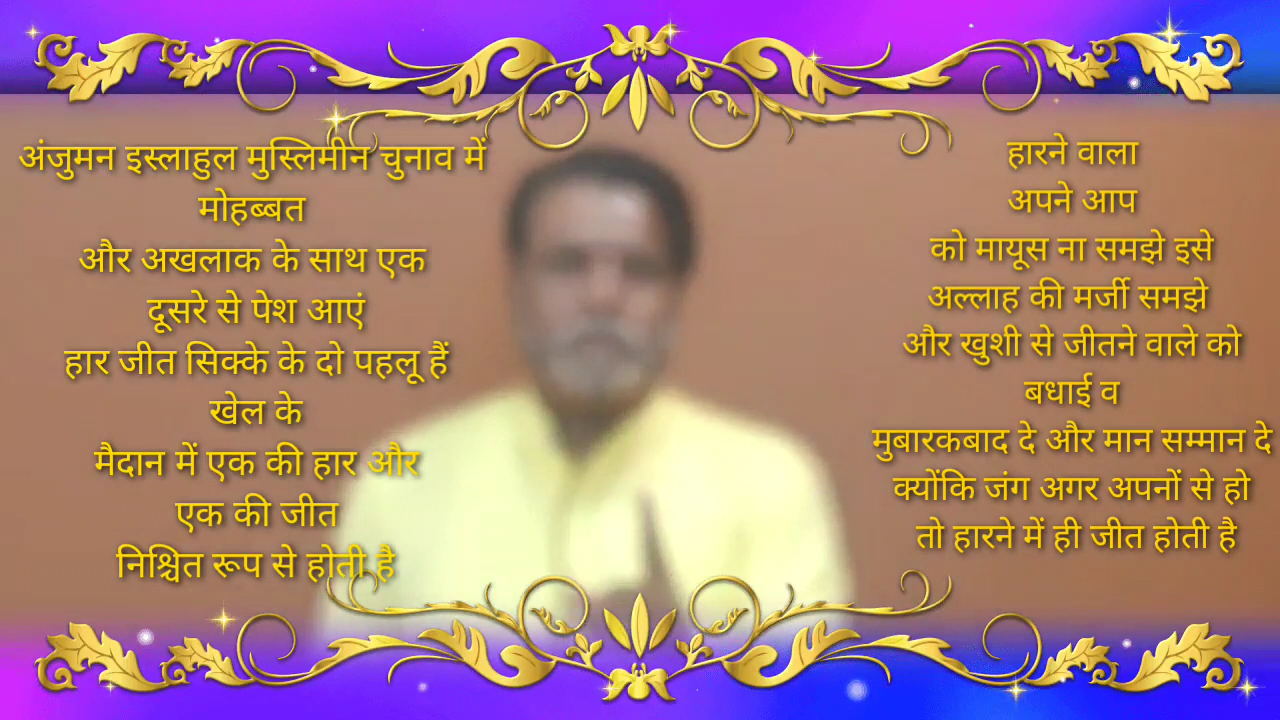 अंजुमन इस्लाहुल मुस्लिमीन चुनाव में
मोहब्बत
और अखलाक के साथ एक
दूसरे से पेश आएं
हार जीत सिक्के के दो पहलू हैं
खेल के
मैदान में एक की हार और
एक की जीत
निश्चित रूप से होती है
हारने वाला
अपने आप
को मायूस ना समझे इसे
अल्लाह की मर्जी समझे
और खुशी से जीतने वाले को
बधाई व
मुबारकबाद दे और मान सम्मान दे
क्योंकि जंग अगर अपनों से हो
तो हारने में ही जीत होती है